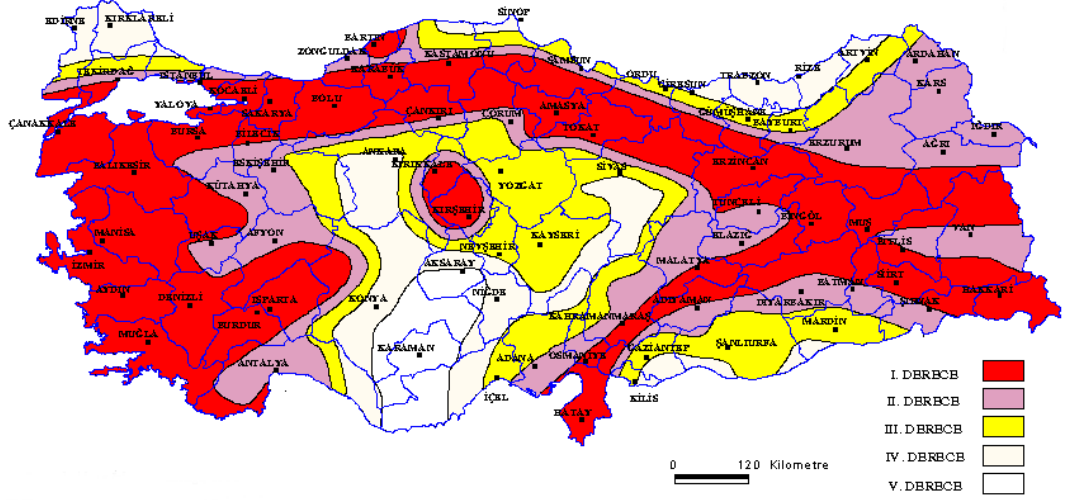 SİNOP
EDİRNE
KIRKLARELİ
BARTIN
ZONGULDAK
KASTAMONU
ARTVİN
ARDAHAN
TEKİRDAĞ
İSTANBUL
KARABÜK
SAMSUN
ORDU
GİRESUN
TRABZON
RİZE
KARS
KOCAELİ
YALOVA
SAKARYA
BOLU
ÇANKIRI
ÇORUM
AMASYA
TOKAT
GÜMÜŞHANE
BAYBURT
IĞDIR
ÇANAKKALE
BURSA
BİLECİK
ERZURUM
AĞRI
BALIKESİR
ESKİŞEHİR
ANKARA
KIRIKKALE
YOZGAT
SİVAS
ERZİNCAN
KÜTAHYA
KIRŞEHİR
TUNCELİ
BİNGÖL
MUŞ
MANİSA
UŞAK
AFYON
NEVŞEHİR
KAYSERİ
ELAZIĞ
BİTLİS
VAN
İZMİR
AKSARAY
MALATYA
SİİRT
AYDIN
DENİZLİ
ISPARTA
KONYA
NİĞDE
ADIYAMAN
DİYARBAKIR
BATMAN
ŞIRNAK
HAKKARİ
BURDUR
KAHRAMANMARAŞ
MUĞLA
KARAMAN
ADANA
OSMANİYE
GAZİANTEP
ŞANLIURFA
MARDİN
ANTALYA
İÇEL
KİLİS
HATAY
I. DERECE
II. DERECE
III. DERECE
IV. DERECE
V. DERECE
0 120 Kilometre